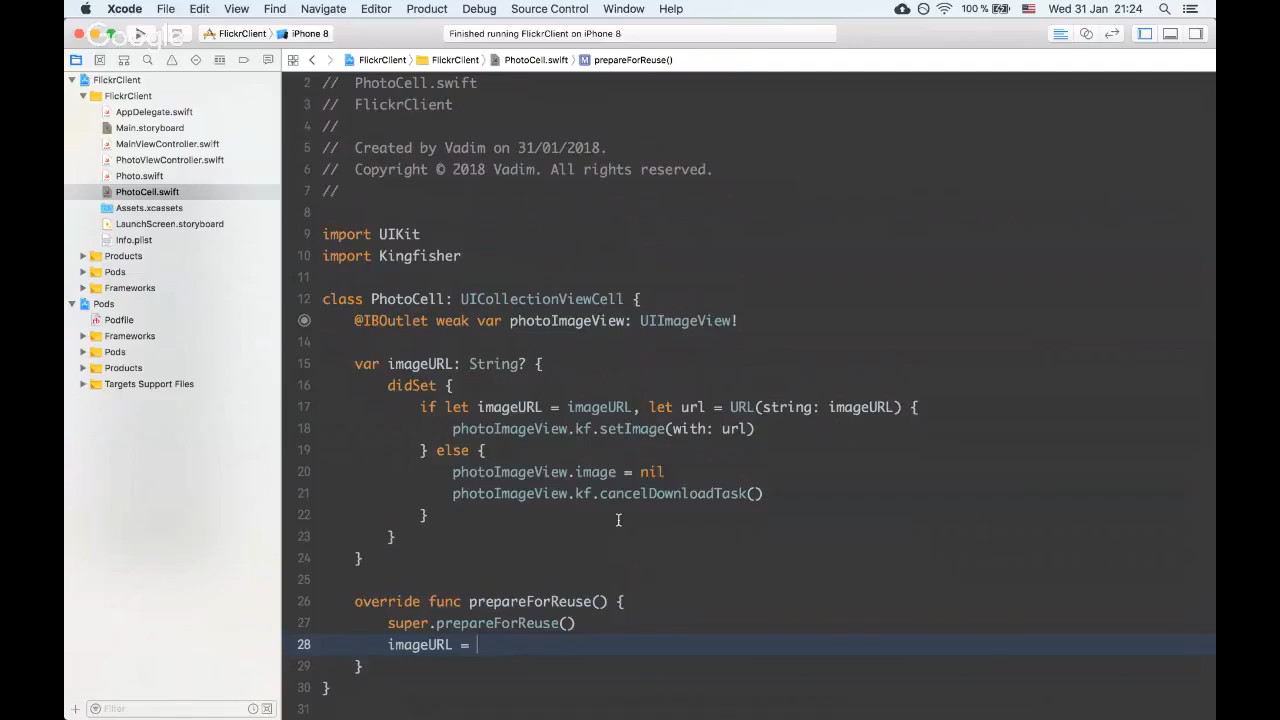 Xcode File Edit View Find Navigate Editor Product Debug Source Control Window Help 100 % Wed 31 Jan 21:24
Google
FlickrClient iPhone 8 Finished running FlickrClient on iPhone 8
FlickrClient FlickrClient PhotoCell.swift M prepareForReuse()
FlickrClient
FlickrClient
AppDelegate.swift
Main.storyboard
MainViewController.swift
PhotoViewController.swift
Photo.swift
PhotoCell.swift
Assets.xcassets
LaunchScreen.storyboard
Info.plist
Products
Pods
Frameworks
Pods
Podfile
Frameworks
Pods
Products
Targets Support Files
Filter
2 // PhotoCell.swift
3 // FlickrClient
4 //
5 // Created by Vadim on 31/01/2018.
6 // Copyright © 2018 Vadim. All rights reserved.
7 //
8
9 import UIKit
10 import Kingfisher
11
12 class PhotoCell: UICollectionViewCell {
@IBOutlet weak var photoImageView: UIImageView!
14
15 var imageURL: String? {
16 didSet {
17 if let imageURL = imageURL, let url = URL(string: imageURL) {
18 photoImageView.kf.setImage(with: url)
19 } else {
20 photoImageView.image = nil
21 photoImageView.kf.cancelDownloadTask()
22 }
23 }
24 }
25
26 override func prepareForReuse() {
27 super.prepareForReuse()
28 imageURL =
29 }
30 }
31